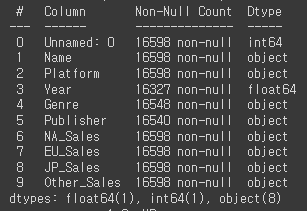 #   Column       Non-Null Count  Dtype
---  ------       --------------  -----
0   Unnamed: 0   16598 non-null  int64
1   Name         16598 non-null  object
2   Platform     16598 non-null  object
3   Year         16327 non-null  float64
4   Genre        16548 non-null  object
5   Publisher    16540 non-null  object
6   NA_Sales     16598 non-null  object
7   EU_Sales     16598 non-null  object
8   JP_Sales     16598 non-null  object
9   Other_Sales  16598 non-null  object
dtypes: float64(1), int64(1), object(8)